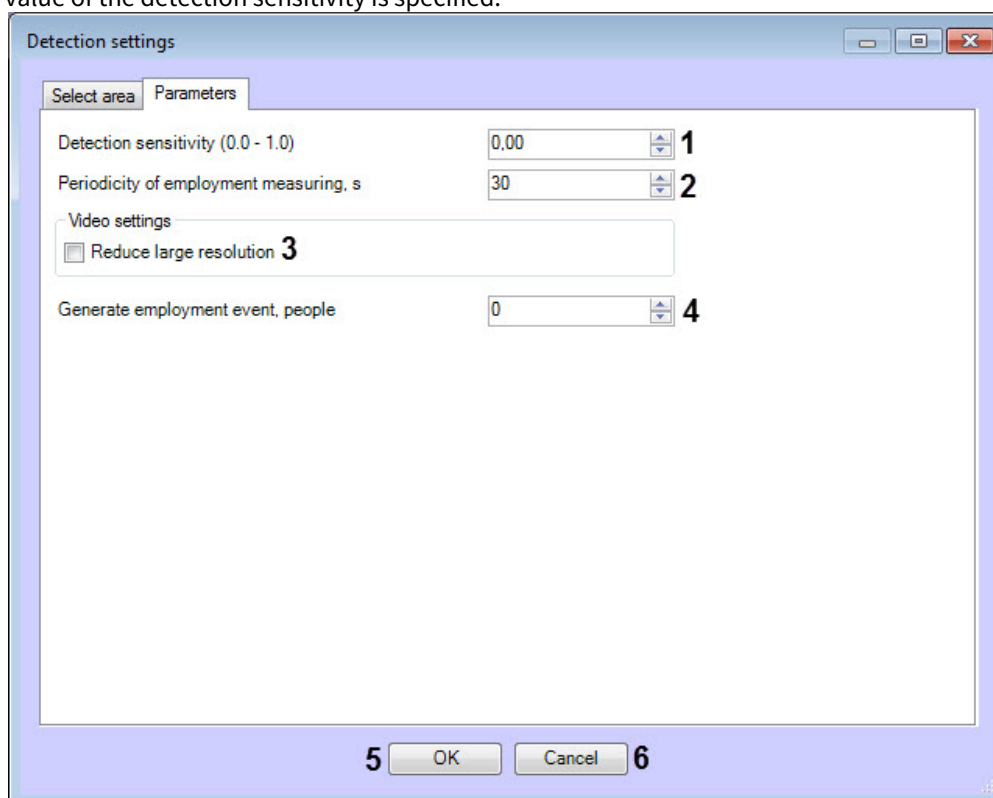 value of the detection sensitivity is specified.
Detection settings
Select area Parameters
Detection sensitivity (0.0 - 1.0) 0,00 1
Periodicity of employment measuring, s 30 2
Video settings
Reduce large resolution 3
Generate employment event, people 0 4
5 OK Cancel 6